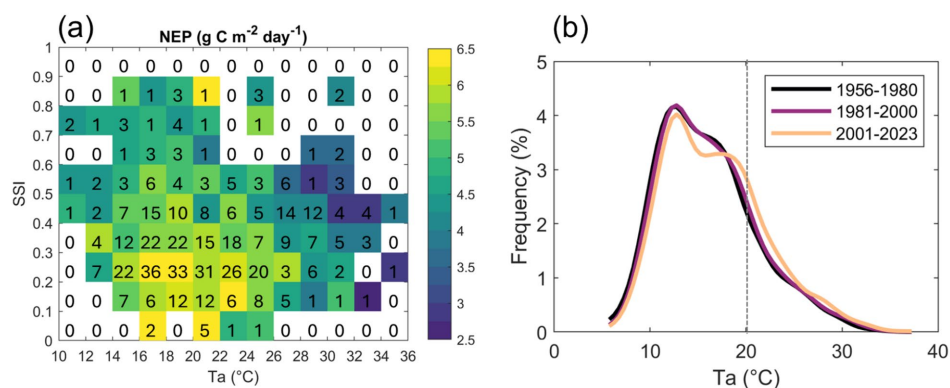 (a)
NEP (g C m⁻² day⁻¹)
SSI
1
0.9
0.8
0.7
0.6
0.5
0.4
0.3
0.2
0.1
0
0 0 0 0 0 0 0 0 0 0 0 0 0
0 0 1 1 3 1 0 3 0 0 2 0 0
2 1 3 1 4 1 0 1 0 0 0 0 0
0 0 1 3 3 1 0 0 0 1 2 0 0
1 2 3 6 4 3 5 3 6 1 3 0 0
1 2 7 15 10 8 6 5 14 12 4 4 1
0 4 12 22 22 15 18 7 9 7 5 3 0
0 7 22 36 33 31 26 20 3 6 2 0 1
0 0 7 6 12 12 6 8 5 1 1 1 0
0 0 0 2 0 5 1 1 0 0 0 0 0
10 12 14 16 18 20 22 24 26 28 30 32 34 36
Ta (°C)
6.5
6
5.5
5
4.5
4
3.5
3
2.5
(b)
Frequency (%)
5
4
3
2
1
0
1956-1980
1981-2000
2001-2023
0 10 20 30 40
Ta (°C)